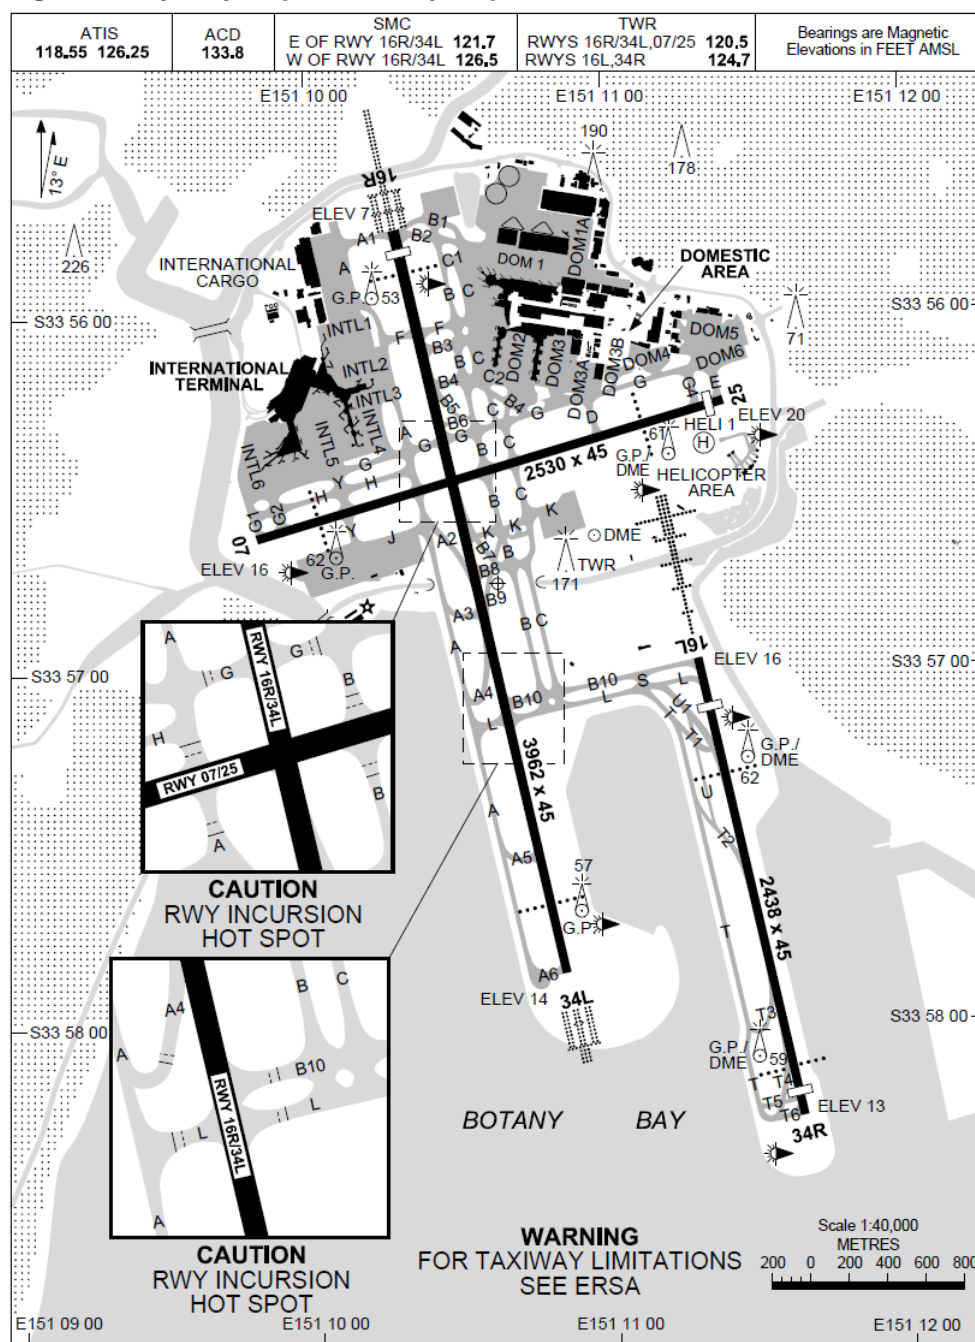 ATIS
118.55 126.25
ACD
133.8
SMC
E OF RWY 16R/34L 121.7
W OF RWY 16R/34L 126.5
TWR
RWYS 16R/34L,07/25 120.5
RWYS 16L,34R 124.7
Bearings are Magnetic
Elevations in FEET AMSL
E151 10 00
E151 11 00
E151 12 00
13° E
190
178
16R
ELEV 7
B1
B2
A1
226
INTERNATIONAL
CARGO
A
C1
DOM 1
DOM1A
DOMESTIC
AREA
G.P.
53
B
C
S33 56 00
S33 56 00
71
INTL1
F
F
B3
DOM2
DOM3
DOM3A
DOM3B
DOM4
DOM5
DOM6
INTERNATIONAL
TERMINAL
INTL2
INTL3
INTL4
INTL5
INTL6
B
C
B4
C2
B5
B4
B6
C
G
D
G
G4
E
25
ELEV 20
A
G
G
B
C
61
HELI 1
H
2530 x 45
G.P./
DME
HELICOPTER
AREA
G
Y
H
H
G1
G2
07
Y
J
A2
B
C
K
K
K
DME
TWR
171
ELEV 16
62
G.P.
B7
B
B8
B9
A3
A
B
C
16L
ELEV 16
S33 57 00
S33 57 00
A
G
G
B
H
RWY 16R/34L
RWY 07/25
A
B
CAUTION
RWY INCURSION
HOT SPOT
A4
B10
L
B10
L
S
L
U1
T
T1
G.P./
DME
62
3962 x 45
U
A
T2
A5
57
G.P.
2438 x 45
T
A6
ELEV 14
34L
S33 58 00
S33 58 00
A4
B
C
A
B10
L
L
RWY 16R/34L
A
CAUTION
RWY INCURSION
HOT SPOT
T3
G.P./
DME
59
T
T4
T5
T6
ELEV 13
34R
BOTANY BAY
WARNING
FOR TAXIWAY LIMITATIONS
SEE ERSA
Scale 1:40,000
METRES
200 0 200 400 600 800
E151 09 00
E151 10 00
E151 11 00
E151 12 00